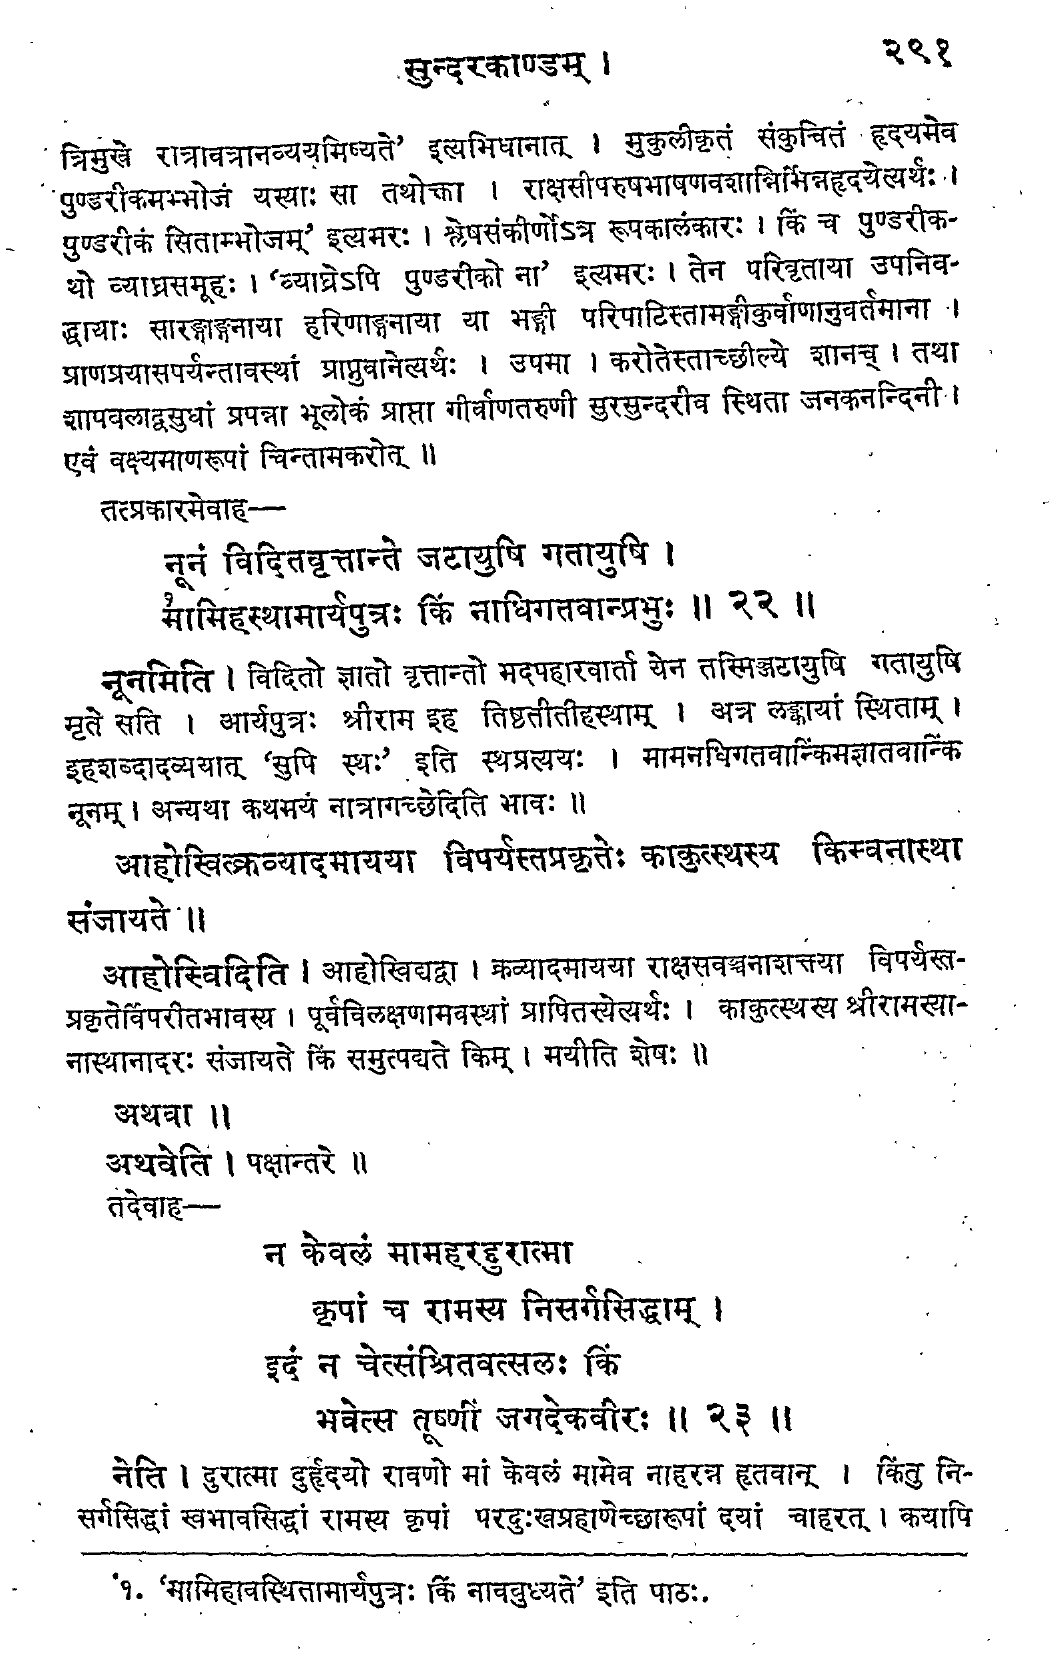 सुन्दरकाण्डम् ।
२९१
त्रिमुखे रात्रावत्रानव्ययमिष्यते’ इत्यभिधानात् । मुकुलीकृतं संकुचितं हृदयमेव
पुण्डरीकमम्भोजं यस्याः सा तथोक्ता । राक्षसीपरुषभाषणवशान्निर्भिन्नहृदयेत्यर्थः ।
पुण्डरीकं सिताम्भोजम्’ इत्यमरः । श्लेषसंकीर्णोऽत्र रूपकालंकारः । किं च पुण्डरीक-
थो व्याघ्रसमूहः । ‘व्याघ्रेऽपि पुण्डरीको ना’ इत्यमरः । तेन परिवृताया उपनिव-
द्धायाः सारङ्गाङ्गनाया हरिणाङ्गनाया या भङ्गी परिपाटिस्तामङ्गीकुर्वाणानुवर्तमाना ।
प्राणप्रयासपर्यन्तावस्थां प्राप्नुवानेत्यर्थः । उपमा । करोतेस्ताच्छील्ये शानच् । तथा
शापवलाद्वसुधां प्रपन्ना भूलोकं प्राप्ता गीर्वाणतरुणी सुरसुन्दरीव स्थिता जनकनन्दिनी ।
एवं वक्ष्यमाणरूपां चिन्तामकरोत् ॥
तत्प्रकारमेवाह—
नूनं विदितवृत्तान्ते जटायुषि गतायुषि ।
१मामिहस्थामार्यपुत्रः किं नाधिगतवान्प्रभुः ॥ २२ ॥
नूनमिति । विदितो ज्ञातो वृत्तान्तो मदपहारवार्ता येन तस्मिञ्जटायुषि गतायुषि
मृते सति । आर्यपुत्रः श्रीराम इह तिष्ठतीतीहस्थाम् । अत्र लङ्कायां स्थिताम् ।
इहशब्दादव्ययात् ‘सुपि स्थः’ इति स्थप्रत्ययः । मामनधिगतवान्किमज्ञातवान्किं
नूनम् । अन्यथा कथमयं नात्रागच्छेदिति भावः ॥
आहोस्वित्क्रव्यादमायया विपर्यस्तप्रकृतेः काकुत्स्थस्य किम्वनास्था
संजायते ॥
आहोस्विदिति । आहोस्विद्यद्वा । क्रव्यादमायया राक्षसवञ्चनाशक्त्या विपर्यस्त-
प्रकृतेर्विपरीतभावस्य । पूर्वविलक्षणामवस्थां प्रापितस्येत्यर्थः । काकुत्स्थस्य श्रीरामस्या-
नास्थानादरः संजायते किं समुत्पद्यते किम् । मयीति शेषः ॥
अथवा ॥
अथवेति । पक्षान्तरे ॥
तदेवाह—
न केवलं मामहरद्दुरात्मा
कृपां च रामस्य निसर्गसिद्धाम् ।
इदं न चेत्संश्रितवत्सलः किं
भवेत्स तूष्णीं जगदेकवीरः ॥ २३ ॥
नेति । दुरात्मा दुर्हृदयो रावणो मां केवलं मामेव नाहरन्न हृतवान् । किंतु नि-
सर्गसिद्धां स्वभावसिद्धां रामस्य कृपां परदुःखप्रहाणेच्छारूपां दयां चाहरत् । कयापि
१. ‘मामिहावस्थितामार्यपुत्रः किं नावबुध्यते’ इति पाठः.